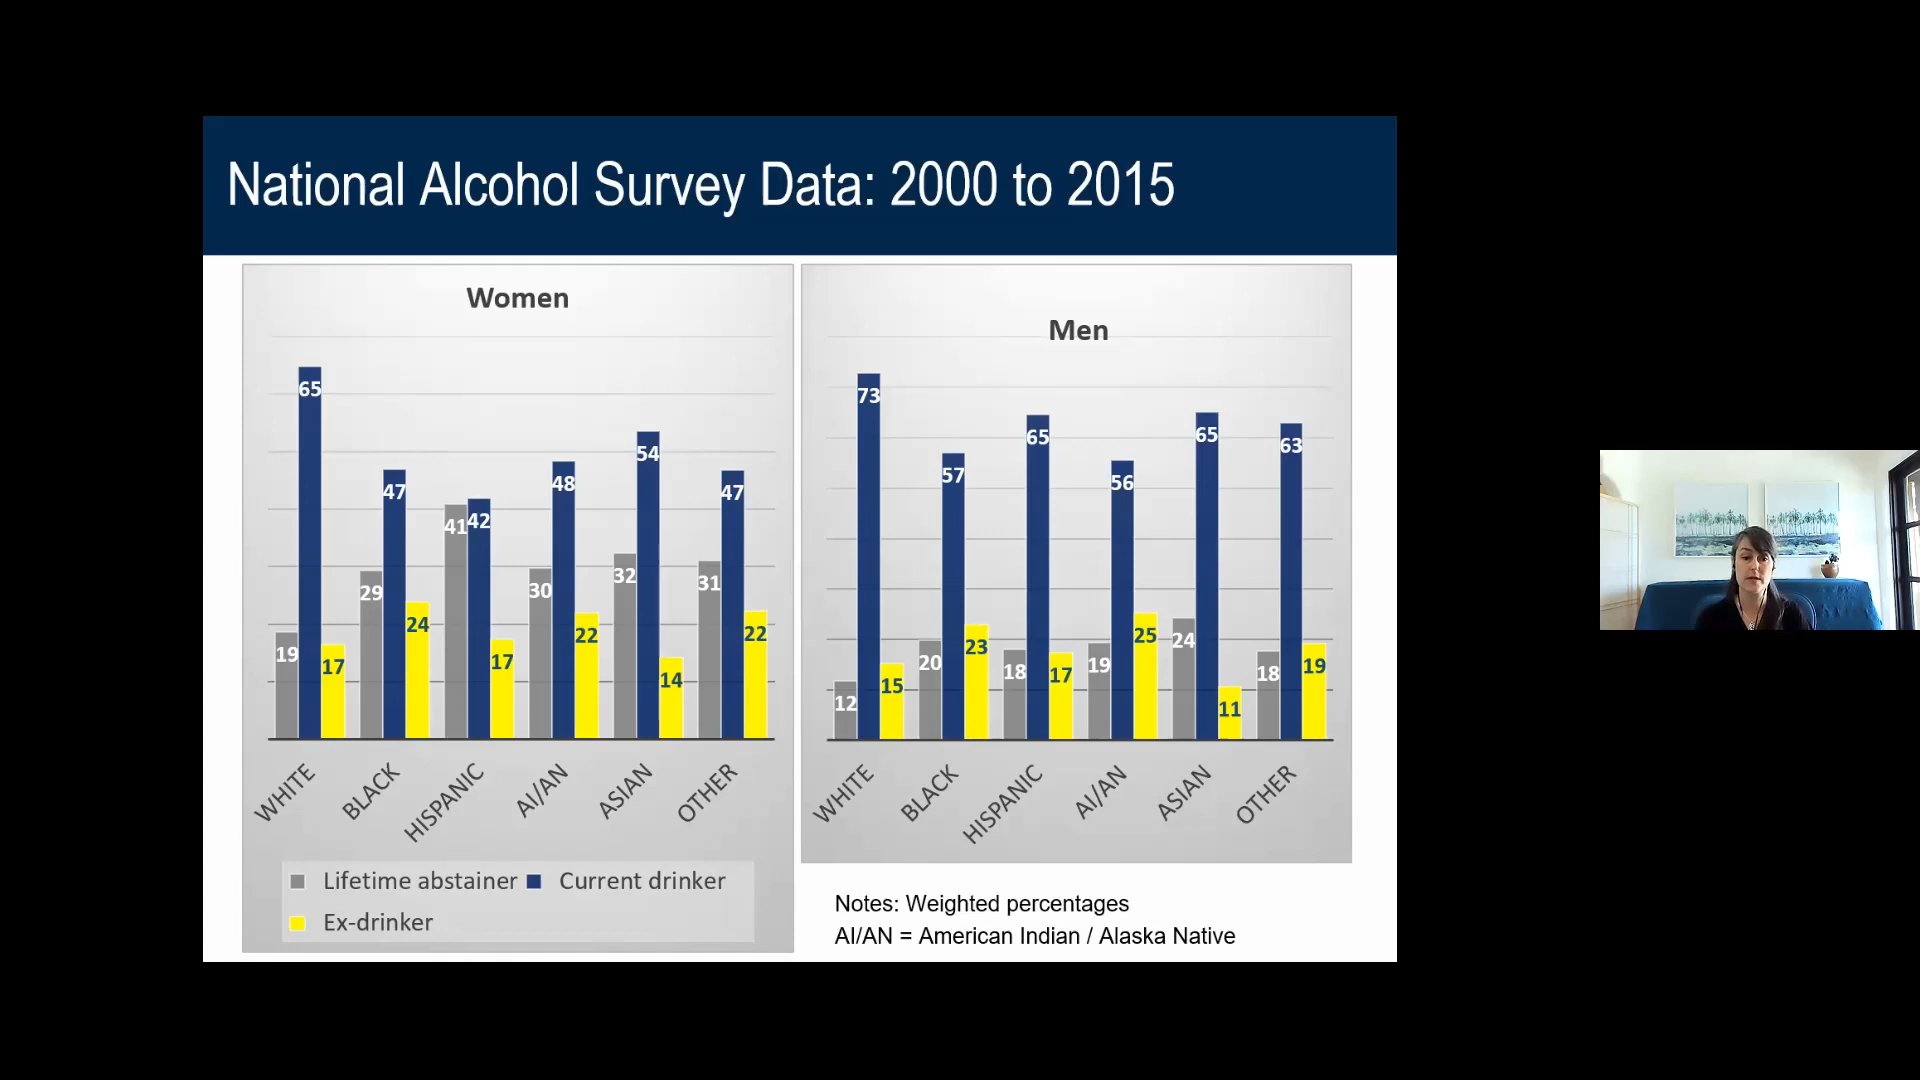 National Alcohol Survey Data: 2000 to 2015
Women
65
47
41
42
48
54
47
19
29
30
32
31
17
24
17
22
14
22
WHITE
BLACK
HISPANIC
AI/AN
ASIAN
OTHER
Lifetime abstainer
Current drinker
Ex-drinker
Men
73
57
65
56
65
63
12
20
18
19
24
18
15
23
17
25
11
19
WHITE
BLACK
HISPANIC
AI/AN
ASIAN
OTHER
Notes: Weighted percentages
AI/AN = American Indian / Alaska Native